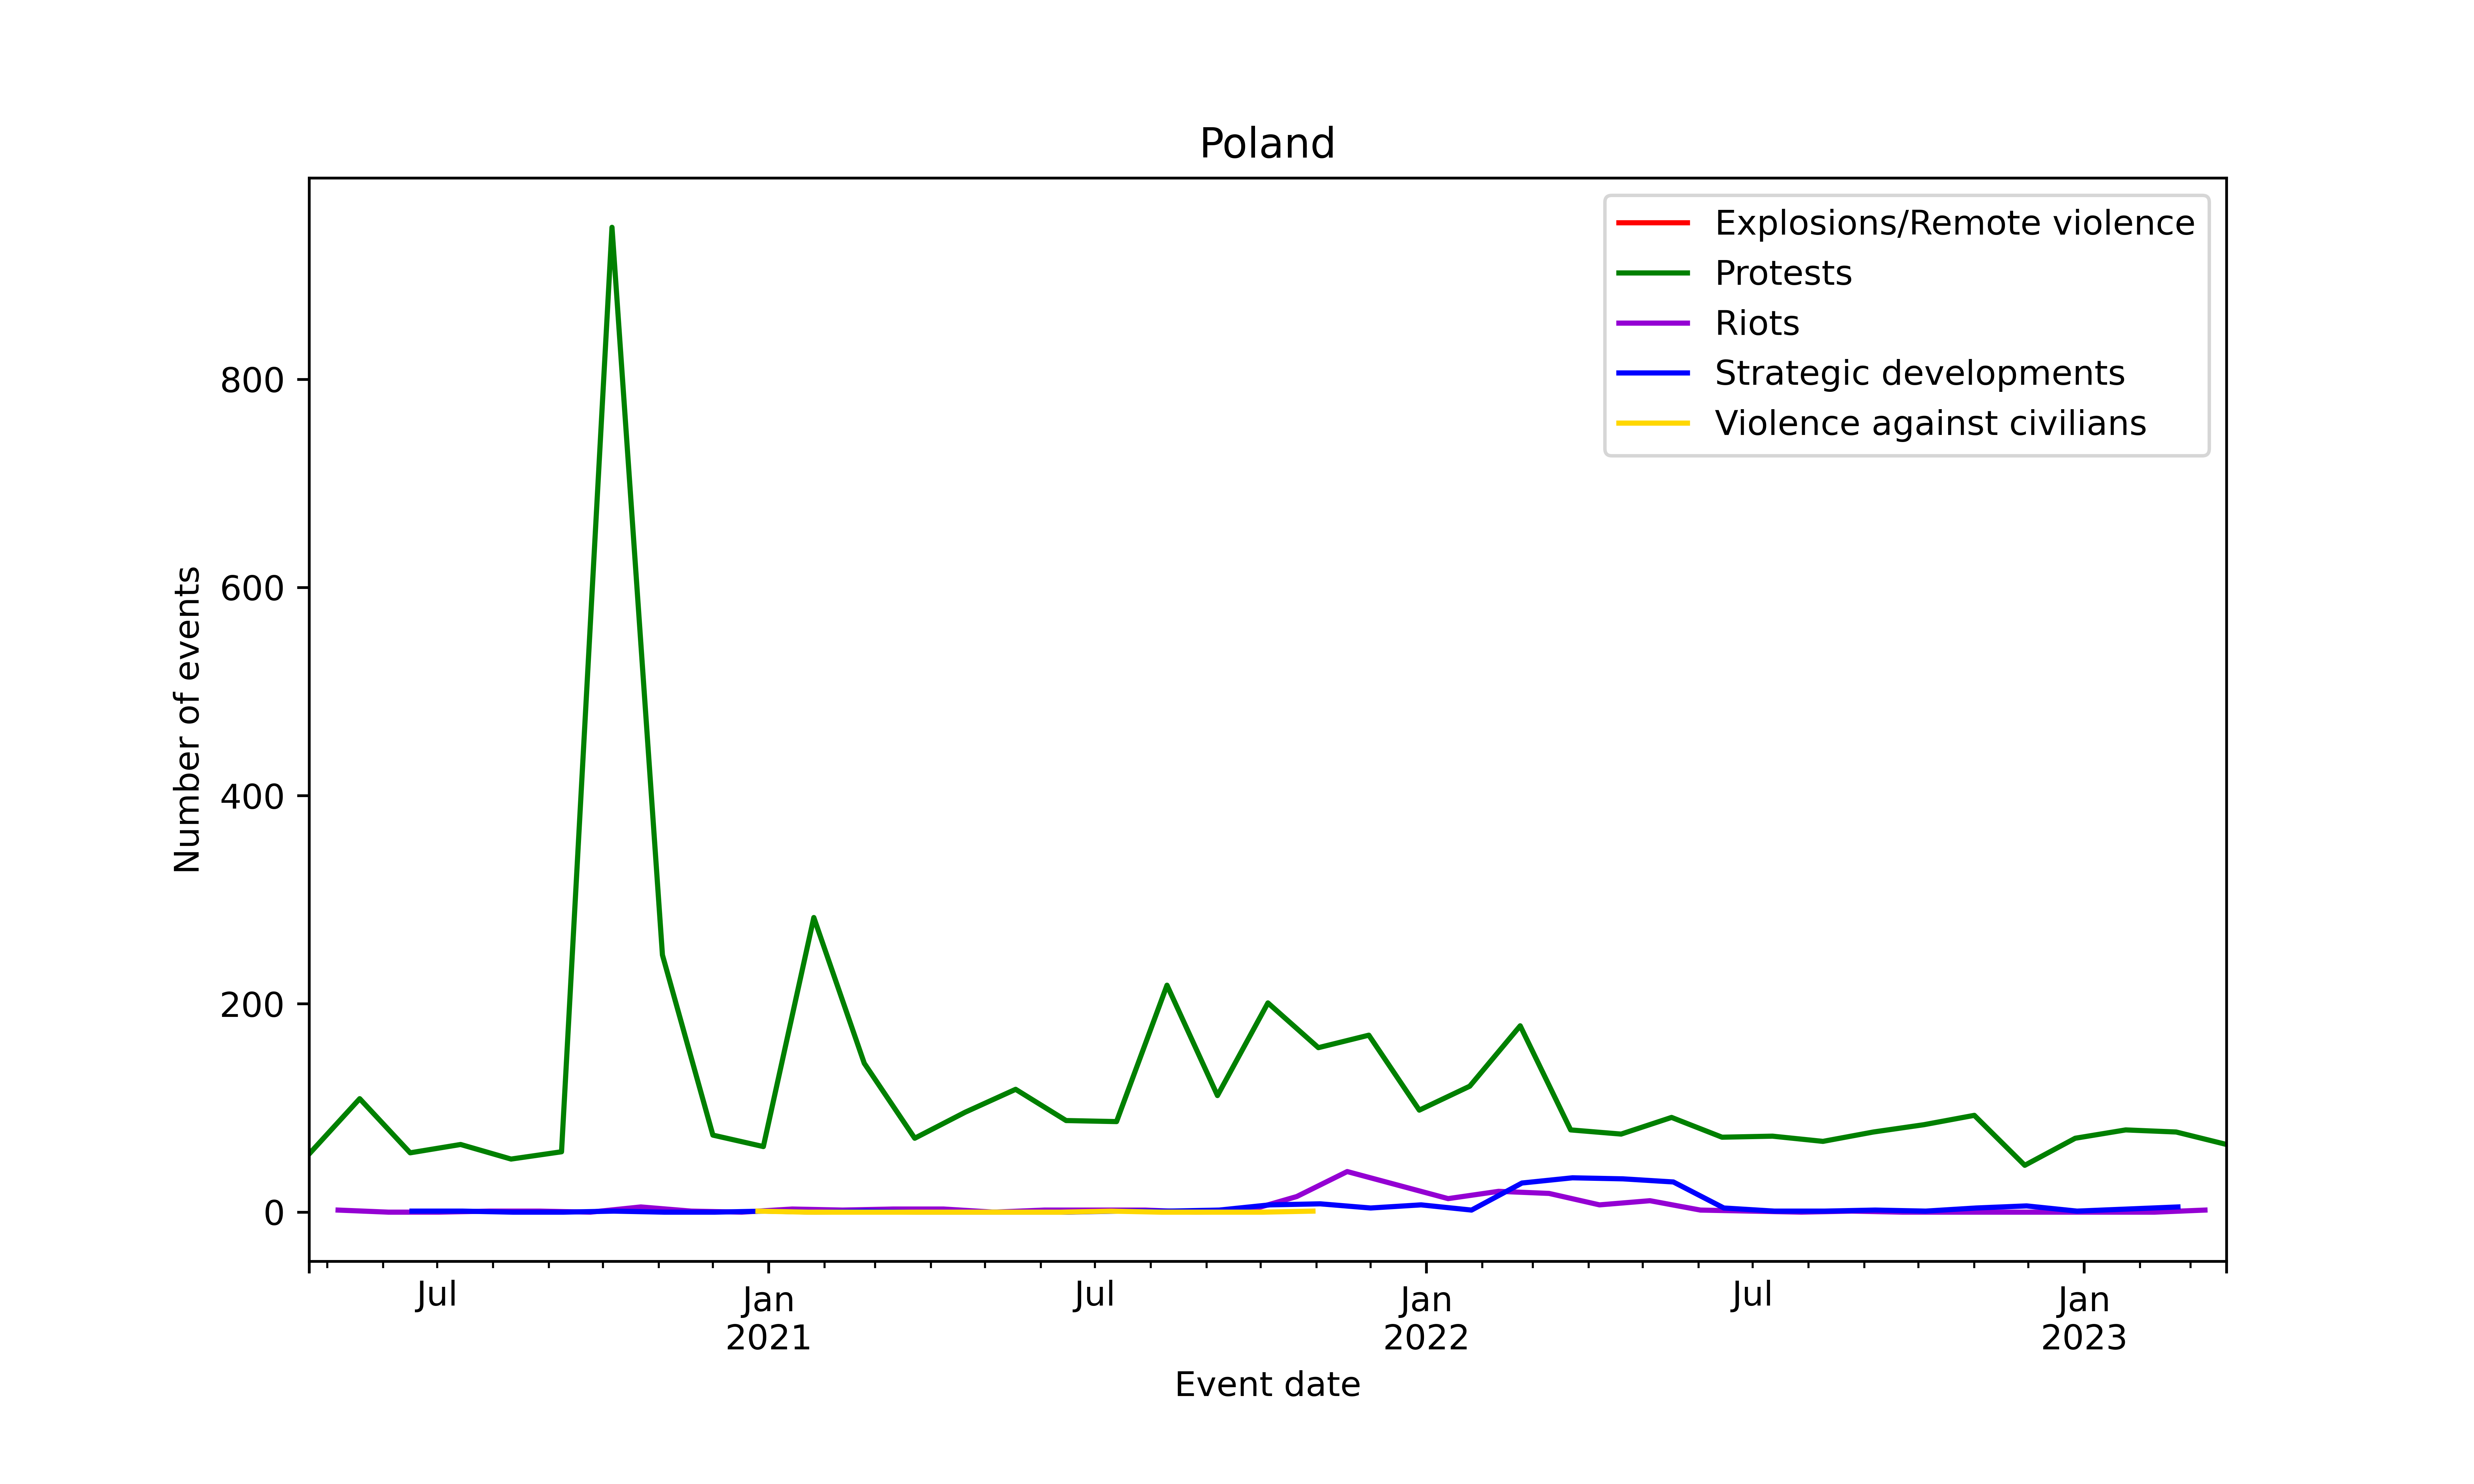 Poland
Explosions/Remote violence
Protests
Riots
Strategic developments
Violence against civilians
800
600
400
200
0
Number of events
Jul
Jan
2021
Jul
Jan
2022
Jul
Jan
2023
Event date